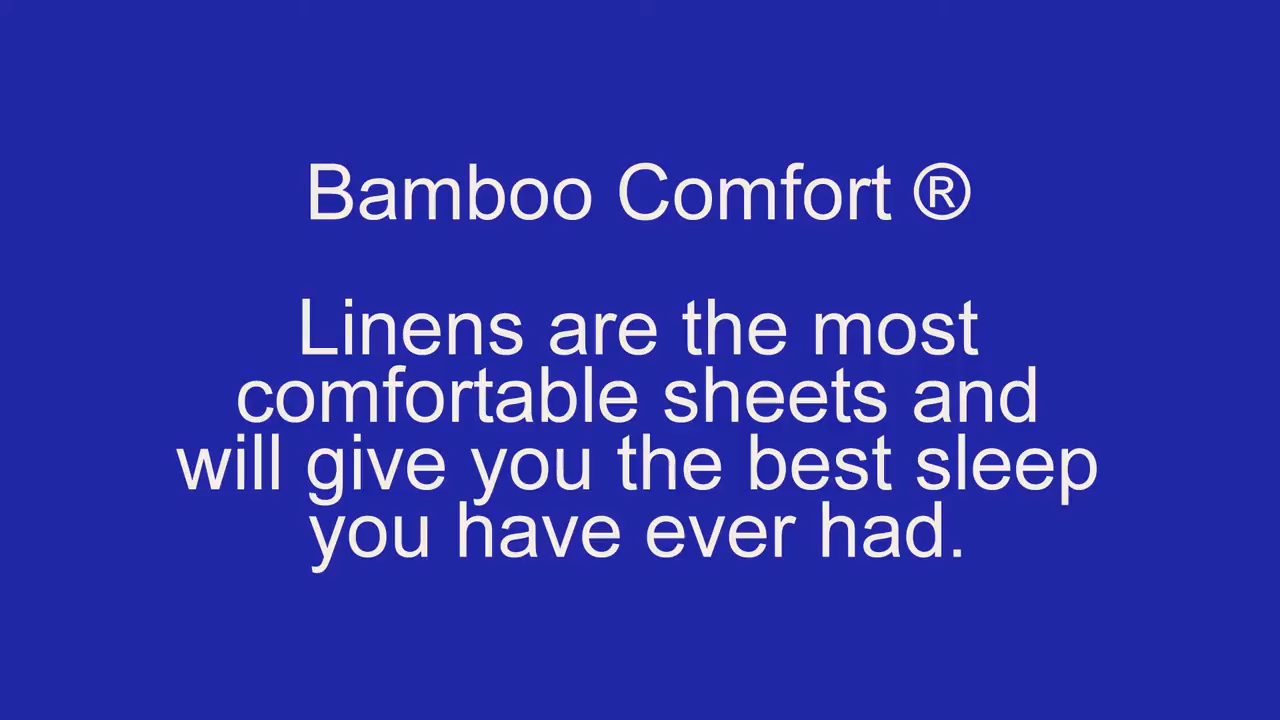 Bamboo Comfort ®
Linens are the most
comfortable sheets and
will give you the best sleep
you have ever had.